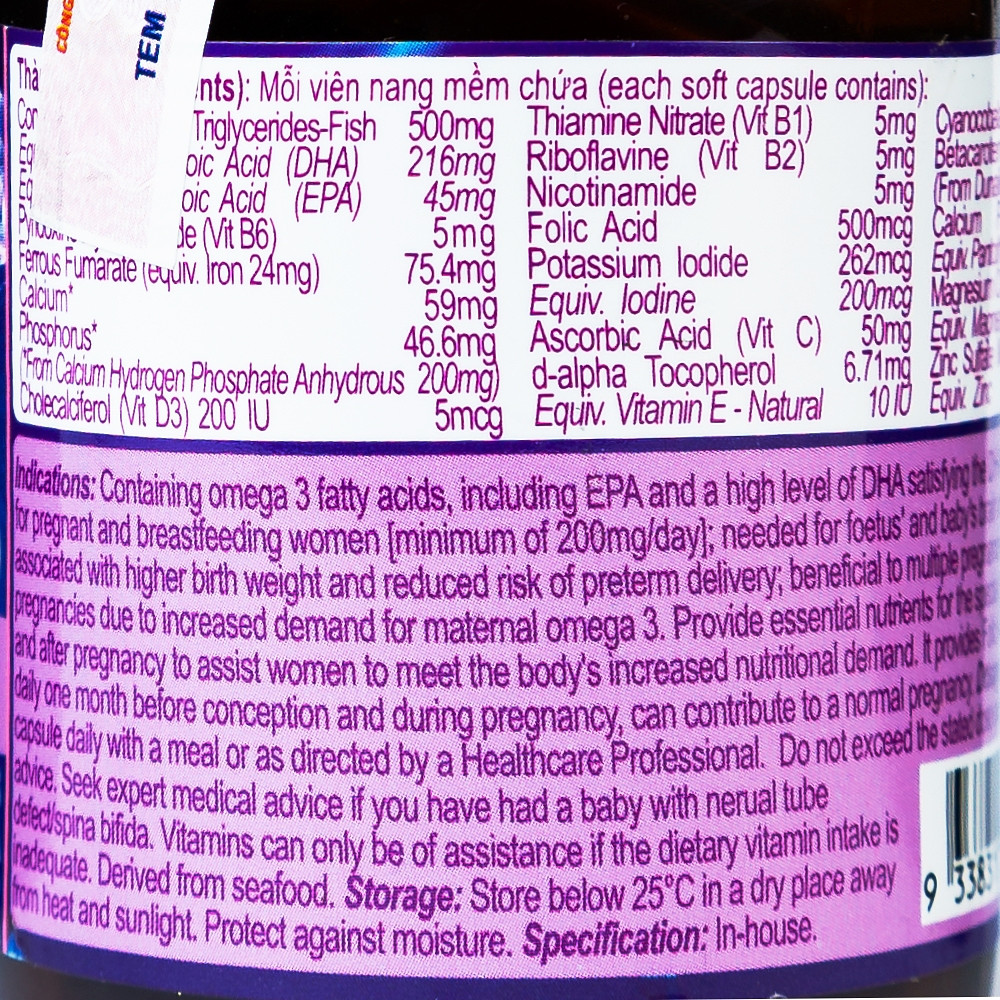 CÔNG
TEM
nts): Mỗi viên nang mềm chứa (each soft capsule contains):
Triglycerides-Fish 500mg
oic Acid (DHA) 216mg
oic Acid (EPA) 45mg
de (Vit B6) 5mg
Ferrous Fumarate (equiv. Iron 24mg) 75.4mg
Calcium* 59mg
Phosphorus* 46.6mg
(*From Calcium Hydrogen Phosphate Anhydrous 200mg)
Cholecalciferol (Vit D3) 200 IU 5mcg
Thiamine Nitrate (Vit B1) 5mg
Riboflavine (Vit B2) 5mg
Nicotinamide 5mg
Folic Acid 500mcg
Potassium Iodide 262mcg
Equiv. Iodine 200mcg
Ascorbic Acid (Vit C) 50mg
d-alpha Tocopherol 6.71mg
Equiv. Vitamin E - Natural 10 IU
Calcium
Equiv.
Magnesium
Equiv.
Zinc
Equiv. Zinc
Indications: Containing omega 3 fatty acids, including EPA and a high level of DHA satisfying the
for pregnant and breastfeeding women [minimum of 200mg/day]; needed for foetus' and baby's
associated with higher birth weight and reduced risk of preterm delivery; beneficial to multiple
pregnancies due to increased demand for maternal omega 3. Provide essential nutrients for the
and after pregnancy to assist women to meet the body's increased nutritional demand. It provides
daily one month before conception and during pregnancy, can contribute to a normal pregnancy.
capsule daily with a meal or as directed by a Healthcare Professional. Do not exceed the stated
advice. Seek expert medical advice if you have had a baby with nerual tube
defect/spina bifida. Vitamins can only be of assistance if the dietary vitamin intake is
inadequate. Derived from seafood. Storage: Store below 25°C in a dry place away
from heat and sunlight. Protect against moisture. Specification: In-house.
9 3383